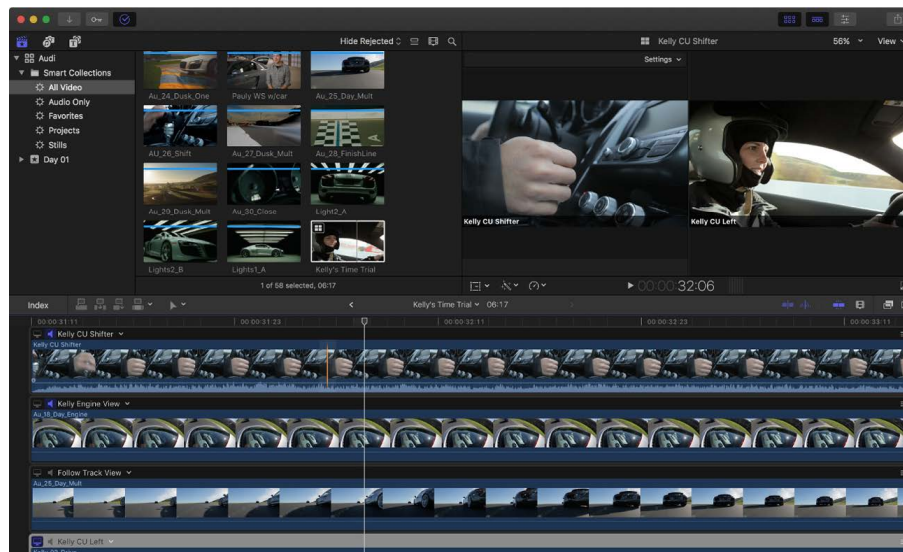 Hide Rejected
Kelly CU Shifter
56%
View
Audi
Smart Collections
All Video
Audio Only
Favorites
Projects
Stills
Day 01
Settings
Au_24_Dusk_One
Pauly WS w/car
Au_25_Day_Mult
AU_26_Shift
Au_27_Dusk_Mult
Au_28_FinishLine
Au_29_Dusk_Mult
Au_30_Close
Light2_A
Lights2_B
Lights1_A
Kelly's Time Trial
Kelly CU Shifter
Kelly CU Left
1 of 58 selected, 06:17
00:00:32:06
Index
Kelly's Time Trial
06:17
00:00:31:11
00:00:31:23
00:00:32:11
00:00:32:23
00:00:33:11
Kelly CU Shifter
Kelly CU Shifter
Kelly Engine View
Au_18_Day_Engine
Follow Track View
Au_25_Day_Mult
Kelly CU Left